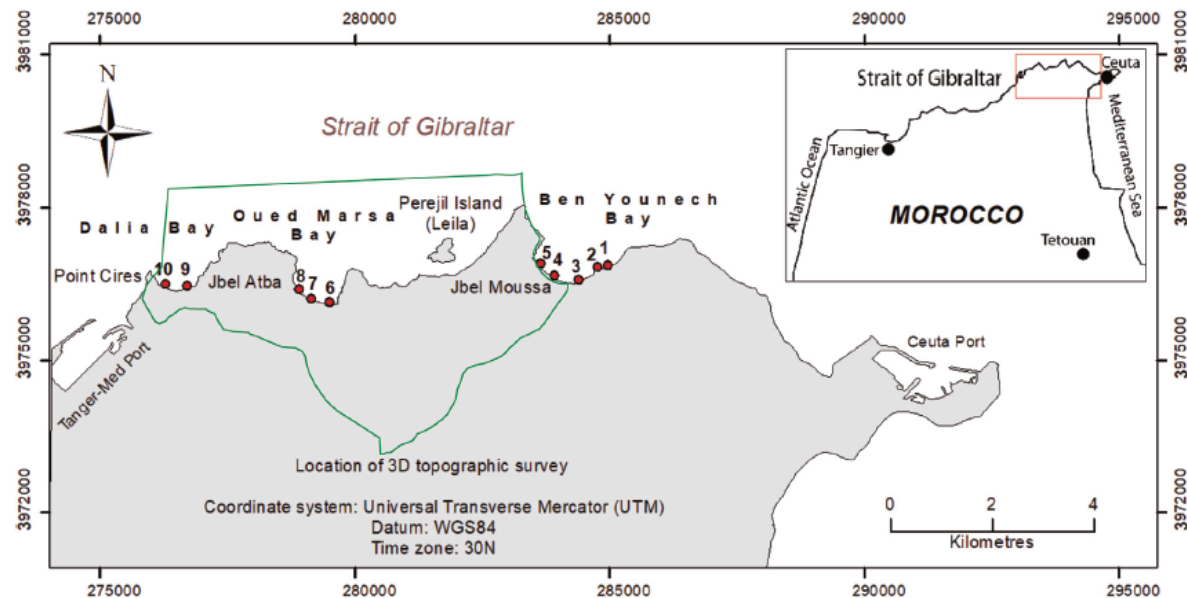 275000 280000 285000 290000 295000
3981000 3981000
N
Strait of Gibraltar
Strait of Gibraltar
Ceuta
Tangier
Atlantic Ocean
Mediterranean Sea
MOROCCO
Tetouan
3978000 3978000
Dalia Bay
Oued Marsa
Bay
Perejil Island
(Leila)
Ben Younech
Bay
Point Cires
10 9
Jbel Atba
8 7 6
Jbel Moussa
5 4 3 2 1
3975000 3975000
Tanger-Med Port
Ceuta Port
Location of 3D topographic survey
Coordinate system: Universal Transverse Mercator (UTM)
Datum: WGS84
Time zone: 30N
3972000 3972000
0 2 4
Kilometres
275000 280000 285000 290000 295000